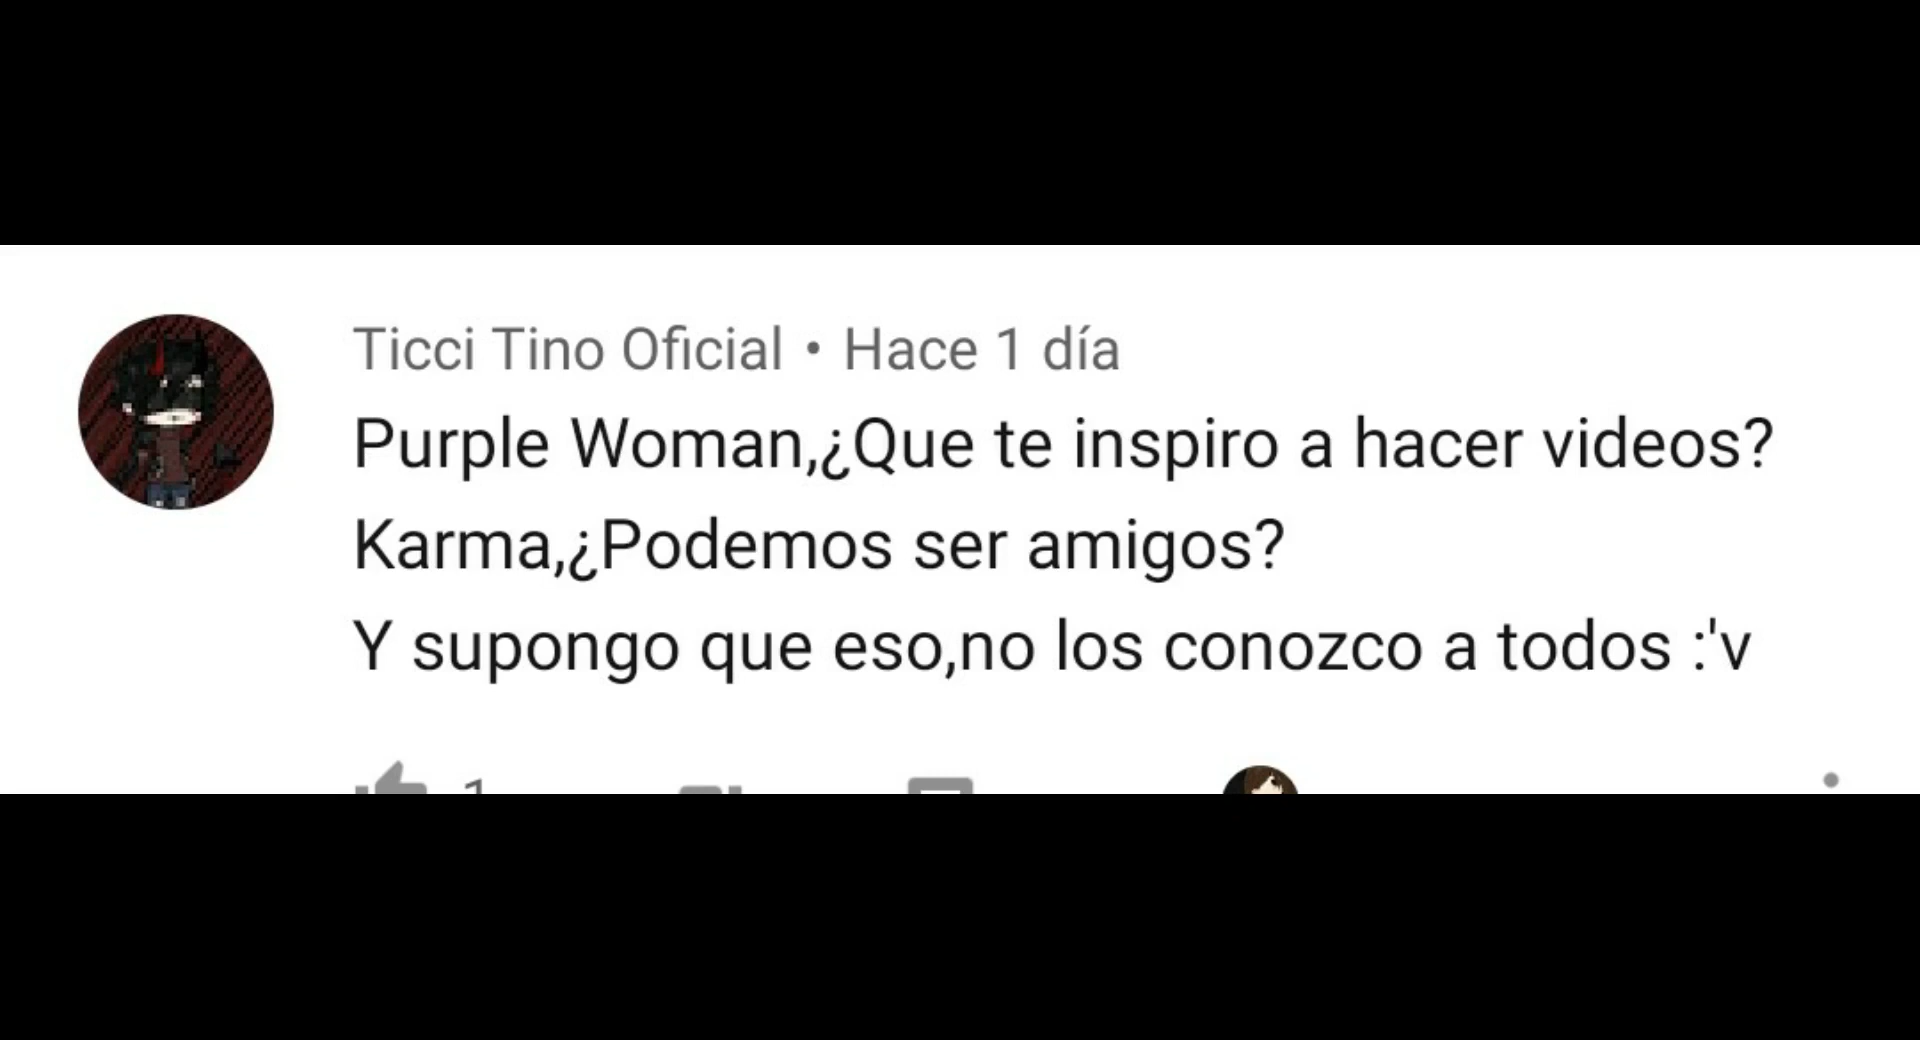 Ticci Tino Oficial • Hace 1 día
Purple Woman,¿Que te inspiro a hacer videos?
Karma,¿Podemos ser amigos?
Y supongo que eso,no los conozco a todos :'v
1